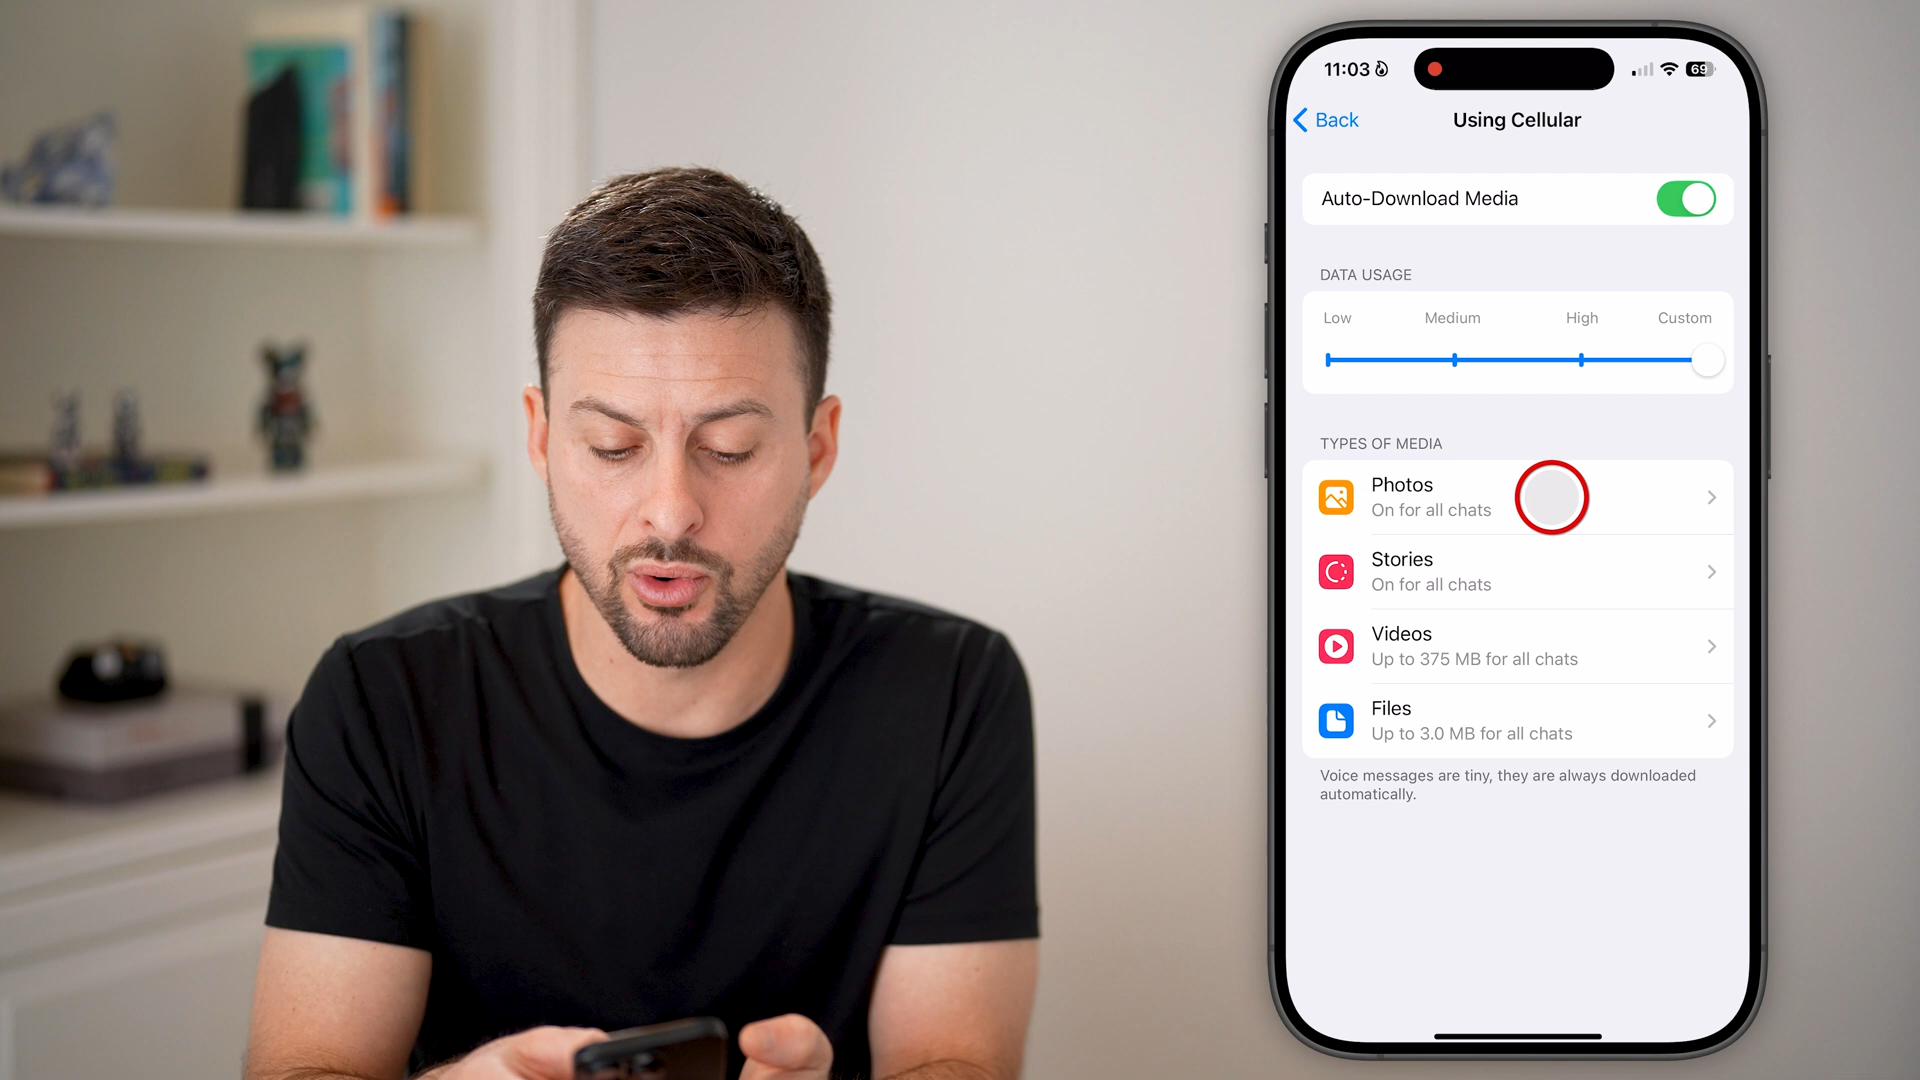 11:03
69
Back
Using Cellular
Auto-Download Media
DATA USAGE
Low Medium High Custom
TYPES OF MEDIA
Photos
On for all chats
Stories
On for all chats
Videos
Up to 375 MB for all chats
Files
Up to 3.0 MB for all chats
Voice messages are tiny, they are always downloaded
automatically.